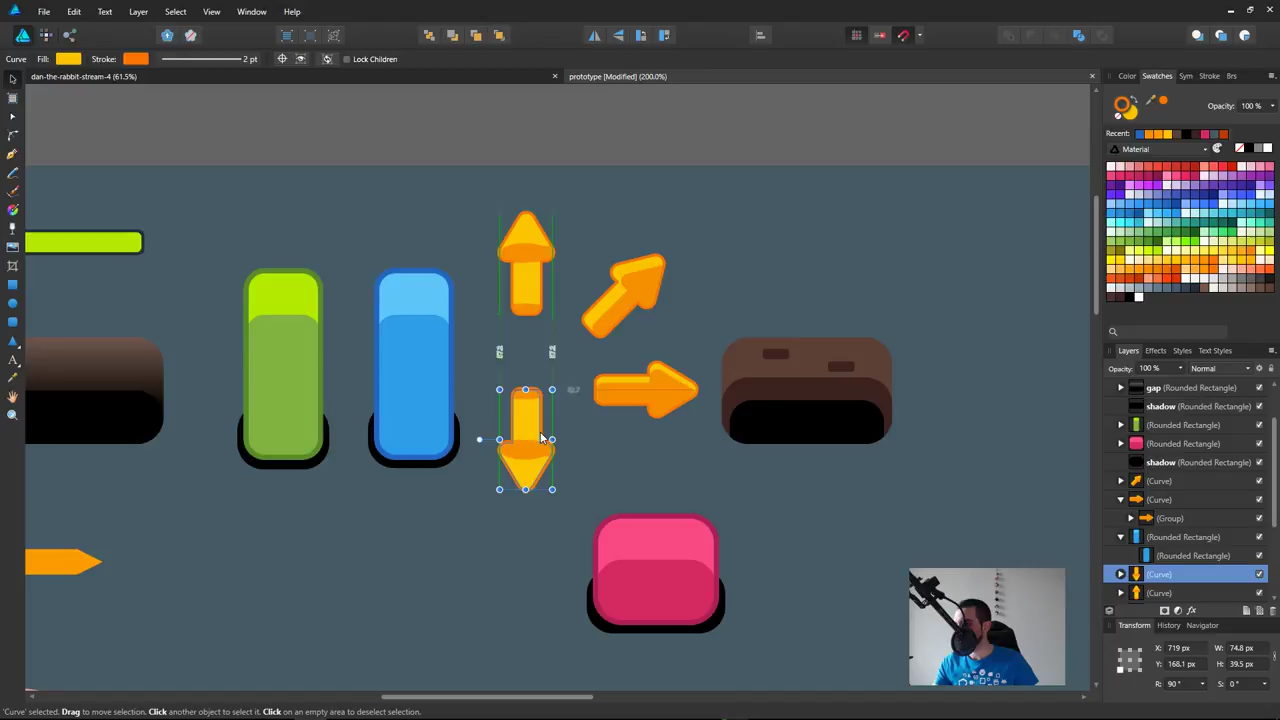 File Edit Text Layer Select View Window Help
Curve Fill: Stroke: 2 pt Lock Children
dan-the-rabbit-stream-4 (61.5%) prototype [Modified] (200.0%)
Color Swatches Sym Stroke Brs
Opacity: 100 %
Recent:
Material
Layers Effects Styles Text Styles
Opacity: 100 % Normal
gap (Rounded Rectangle)
shadow (Rounded Rectangle)
(Rounded Rectangle)
(Rounded Rectangle)
shadow (Rounded Rectangle)
(Curve)
(Curve)
(Group)
(Rounded Rectangle)
(Rounded Rectangle)
(Curve)
(Curve)
Transform History Navigator
X: 719 px W: 74.8 px
Y: 168.1 px H: 39.5 px
R: 90 ° S: 0 °
'Curve' selected. Drag to move selection. Click another object to select it. Click on an empty area to deselect selection.